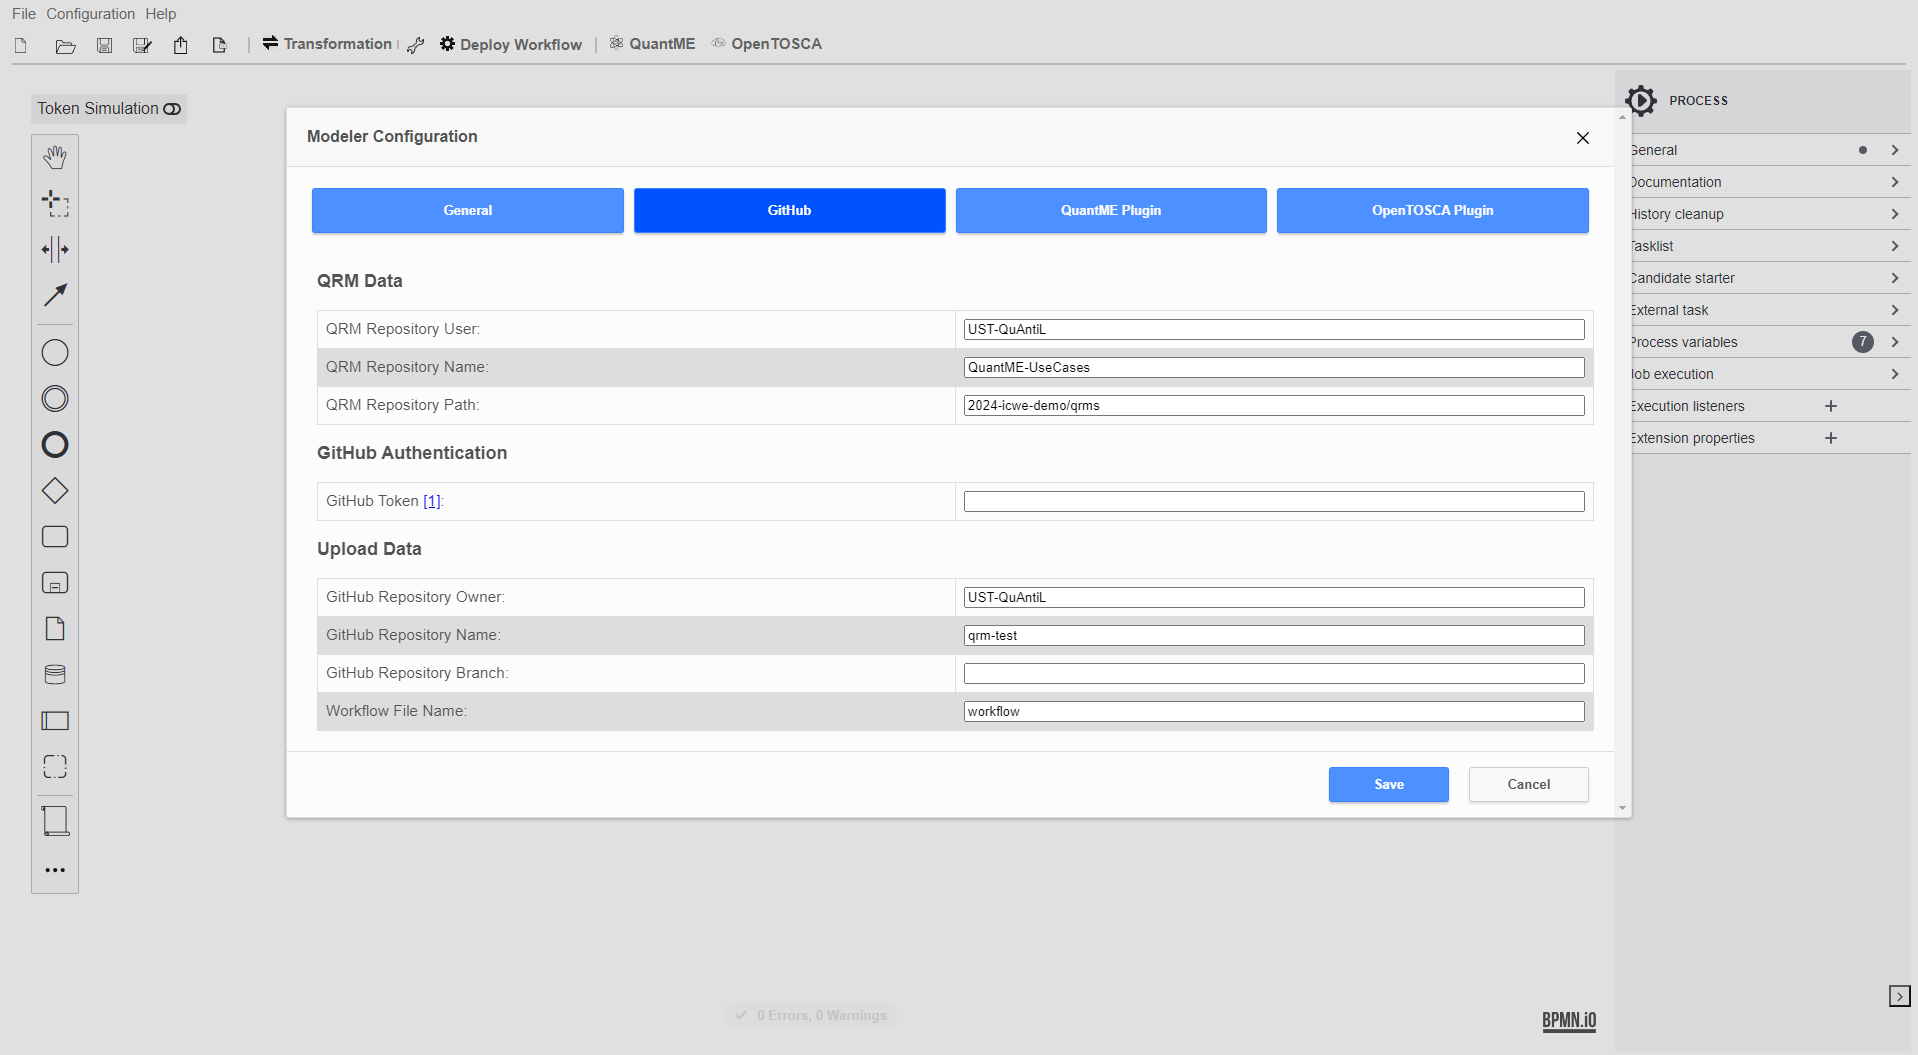 File Configuration Help
Transformation Deploy Workflow QuantME OpenTOSCA
Token Simulation
PROCESS
Modeler Configuration
General GitHub QuantME Plugin OpenTOSCA Plugin
QRM Data
QRM Repository User: UST-QuAntiL
QRM Repository Name: QuantME-UseCases
QRM Repository Path: 2024-icwe-demo/qrms
GitHub Authentication
GitHub Token [1]:
Upload Data
GitHub Repository Owner: UST-QuAntiL
GitHub Repository Name: qrm-test
GitHub Repository Branch:
Workflow File Name: workflow
Save Cancel
General
Documentation
History cleanup
Tasklist
Candidate starter
External task
Process variables 7
Job execution
Execution listeners
Extension properties
0 Errors, 0 Warnings
BPMN.iO